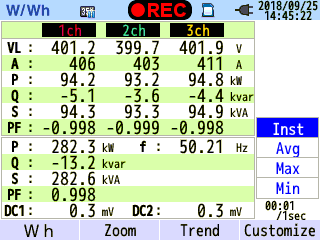 W/Wh REC 2018/09/25
14:45:22
1ch 2ch 3ch
VL: 401.2 399.7 401.9 V
A : 406 403 411 A
P : 94.2 93.2 94.8 kW
Q : -5.1 -3.6 -4.4 kvar
S : 94.3 93.3 94.9 kVA
PF: -0.998 -0.999 -0.998
P : 282.3 kW f : 50.21 Hz
Q : -13.2 kvar
S : 282.6 kVA
PF: 0.998
DC1: 0.3 mV DC2: 0.3 mV
Inst
Avg
Max
Min
00:01
/1sec
Wh Zoom Trend Customize